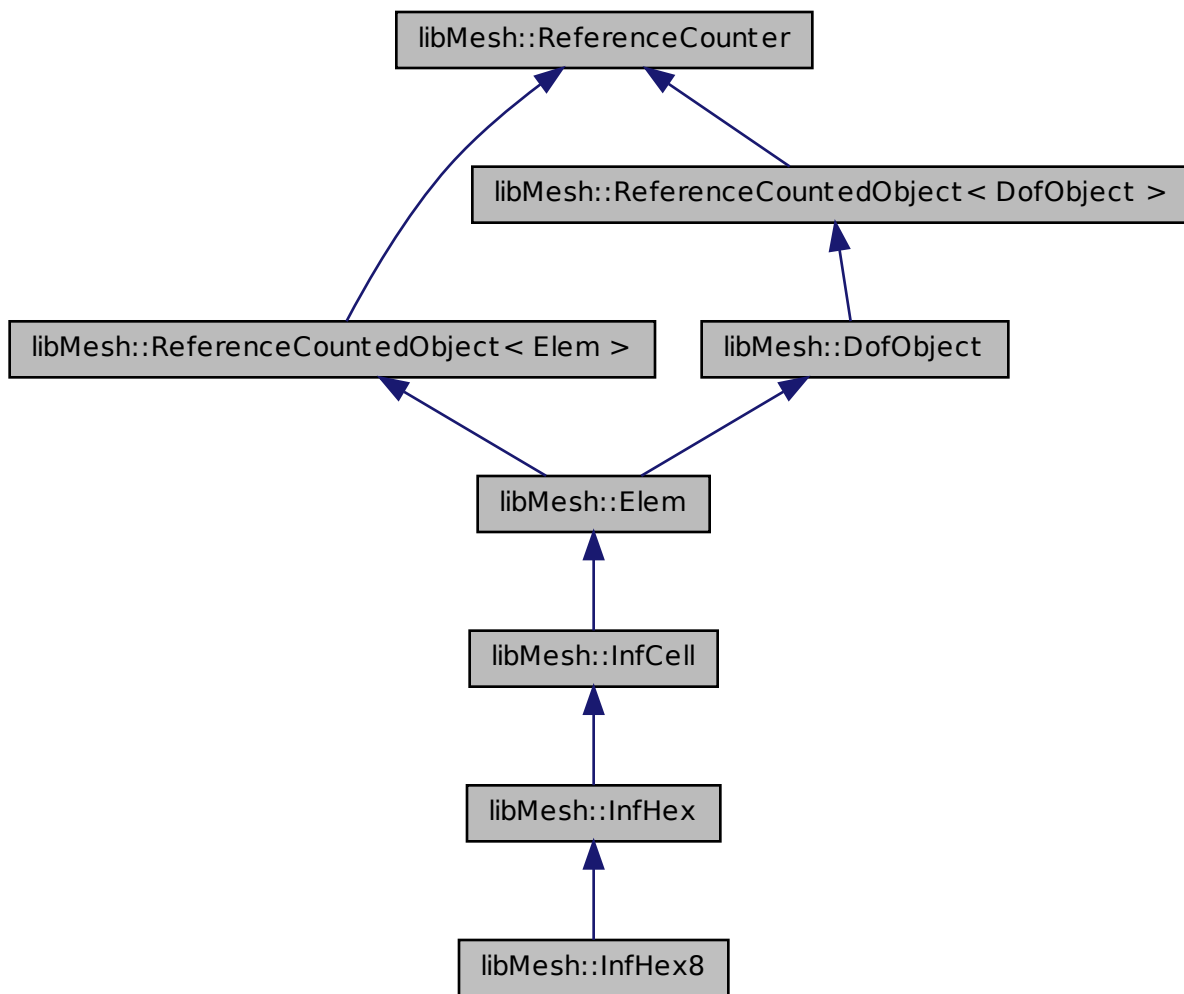 libMesh::ReferenceCounter
libMesh::ReferenceCountedObject< DofObject >
libMesh::ReferenceCountedObject< Elem >
libMesh::DofObject
libMesh::Elem
libMesh::InfCell
libMesh::InfHex
libMesh::InfHex8